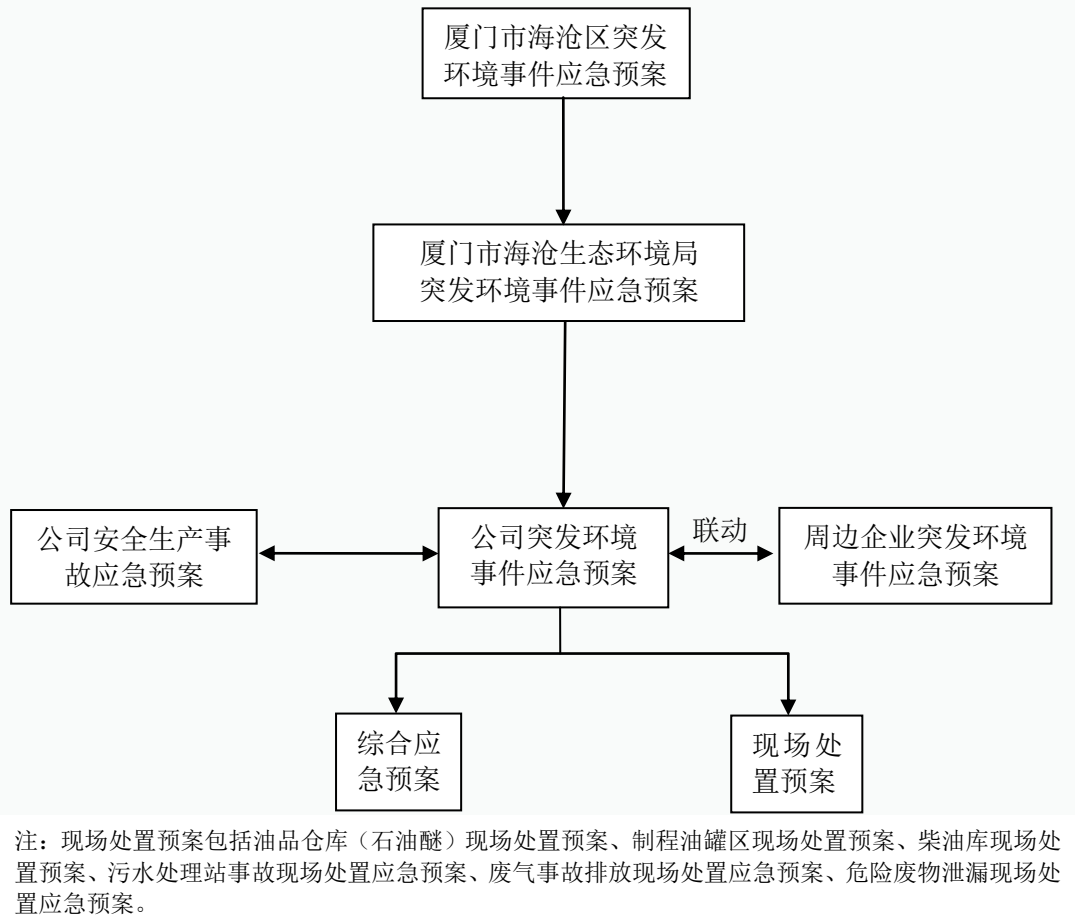 厦门市海沧区突发
环境事件应急预案
厦门市海沧生态环境局
突发环境事件应急预案
公司安全生产事
故应急预案
公司突发环境
事件应急预案
联动
周边企业突发环境
事件应急预案
综合应
急预案
现场处
置预案
注：现场处置预案包括油品仓库（石油醚）现场处置预案、制程油罐区现场处置预案、柴油库现场处
置预案、污水处理站事故现场处置应急预案、废气事故排放现场处置应急预案、危险废物泄漏现场处
置应急预案。